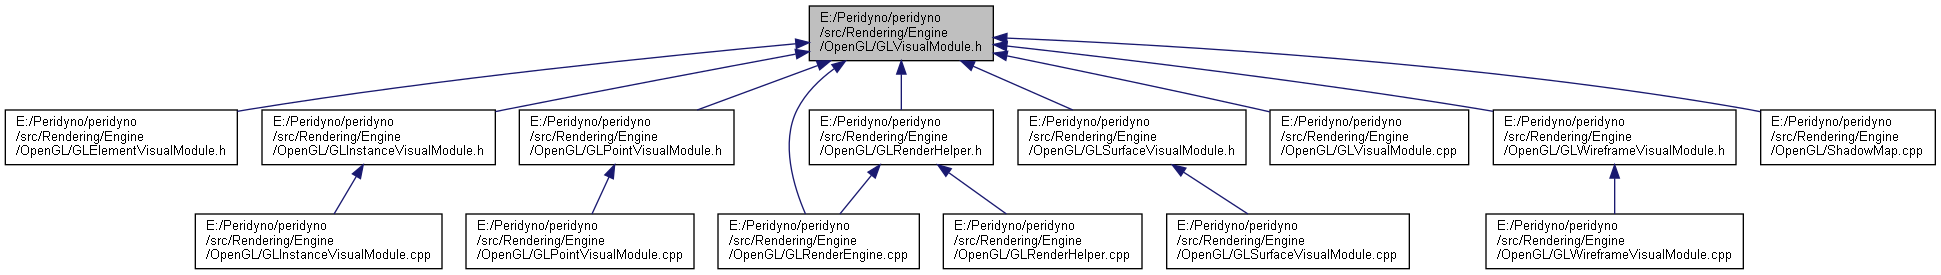 E:/Peridyno/peridyno
/src/Rendering/Engine
/OpenGL/GLVisualModule.h
E:/Peridyno/peridyno
/src/Rendering/Engine
/OpenGL/GLElementVisualModule.h
E:/Peridyno/peridyno
/src/Rendering/Engine
/OpenGL/GLInstanceVisualModule.h
E:/Peridyno/peridyno
/src/Rendering/Engine
/OpenGL/GLPointVisualModule.h
E:/Peridyno/peridyno
/src/Rendering/Engine
/OpenGL/GLRenderHelper.h
E:/Peridyno/peridyno
/src/Rendering/Engine
/OpenGL/GLSurfaceVisualModule.h
E:/Peridyno/peridyno
/src/Rendering/Engine
/OpenGL/GLVisualModule.cpp
E:/Peridyno/peridyno
/src/Rendering/Engine
/OpenGL/GLWireframeVisualModule.h
E:/Peridyno/peridyno
/src/Rendering/Engine
/OpenGL/ShadowMap.cpp
E:/Peridyno/peridyno
/src/Rendering/Engine
/OpenGL/GLInstanceVisualModule.cpp
E:/Peridyno/peridyno
/src/Rendering/Engine
/OpenGL/GLPointVisualModule.cpp
E:/Peridyno/peridyno
/src/Rendering/Engine
/OpenGL/GLRenderEngine.cpp
E:/Peridyno/peridyno
/src/Rendering/Engine
/OpenGL/GLRenderHelper.cpp
E:/Peridyno/peridyno
/src/Rendering/Engine
/OpenGL/GLSurfaceVisualModule.cpp
E:/Peridyno/peridyno
/src/Rendering/Engine
/OpenGL/GLWireframeVisualModule.cpp